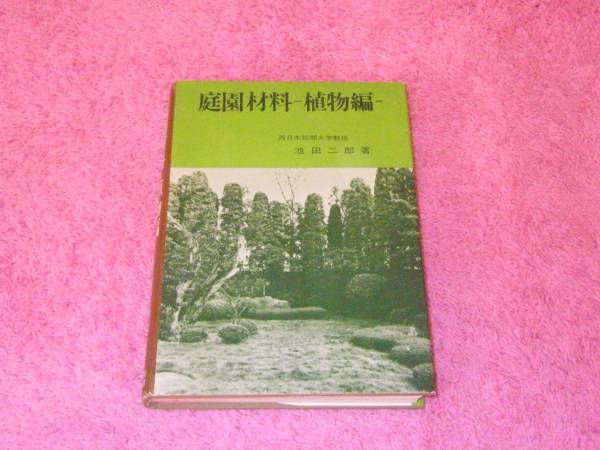 庭園材料-植物編-
西日本短期大学教授
池田二郎著